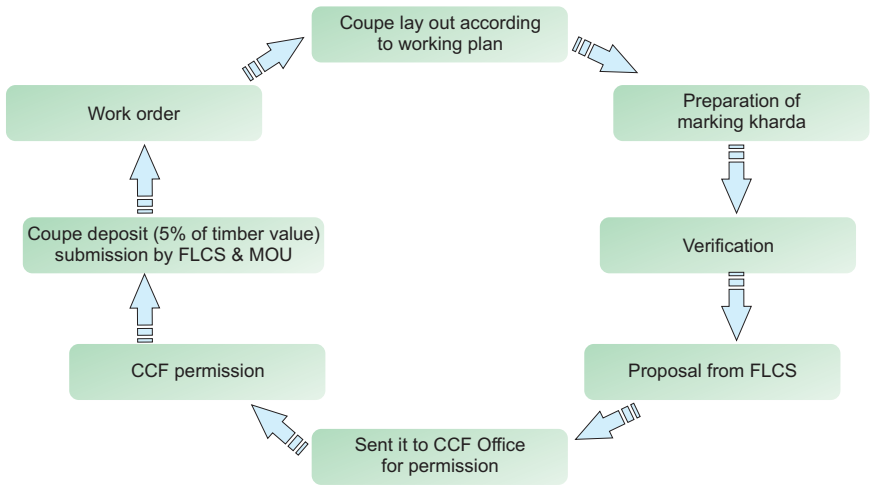 Coupe lay out according
to working plan
Preparation of
marking kharda
Verification
Proposal from FLCS
Sent it to CCF Office
for permission
CCF permission
Coupe deposit (5% of timber value)
submission by FLCS & MOU
Work order